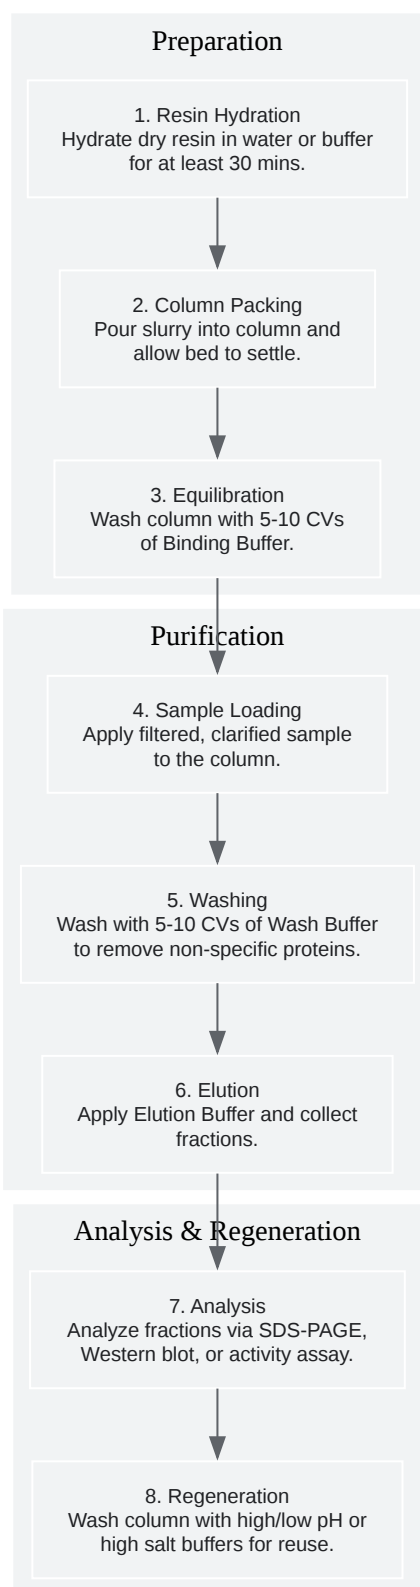 Preparation
1. Resin Hydration
Hydrate dry resin in water or buffer
for at least 30 mins.
2. Column Packing
Pour slurry into column and
allow bed to settle.
3. Equilibration
Wash column with 5-10 CVs
of Binding Buffer.
Purification
4. Sample Loading
Apply filtered, clarified sample
to the column.
5. Washing
Wash with 5-10 CVs of Wash Buffer
to remove non-specific proteins.
6. Elution
Apply Elution Buffer and collect
fractions.
Analysis & Regeneration
7. Analysis
Analyze fractions via SDS-PAGE,
Western blot, or activity assay.
8. Regeneration
Wash column with high/low pH or
high salt buffers for reuse.